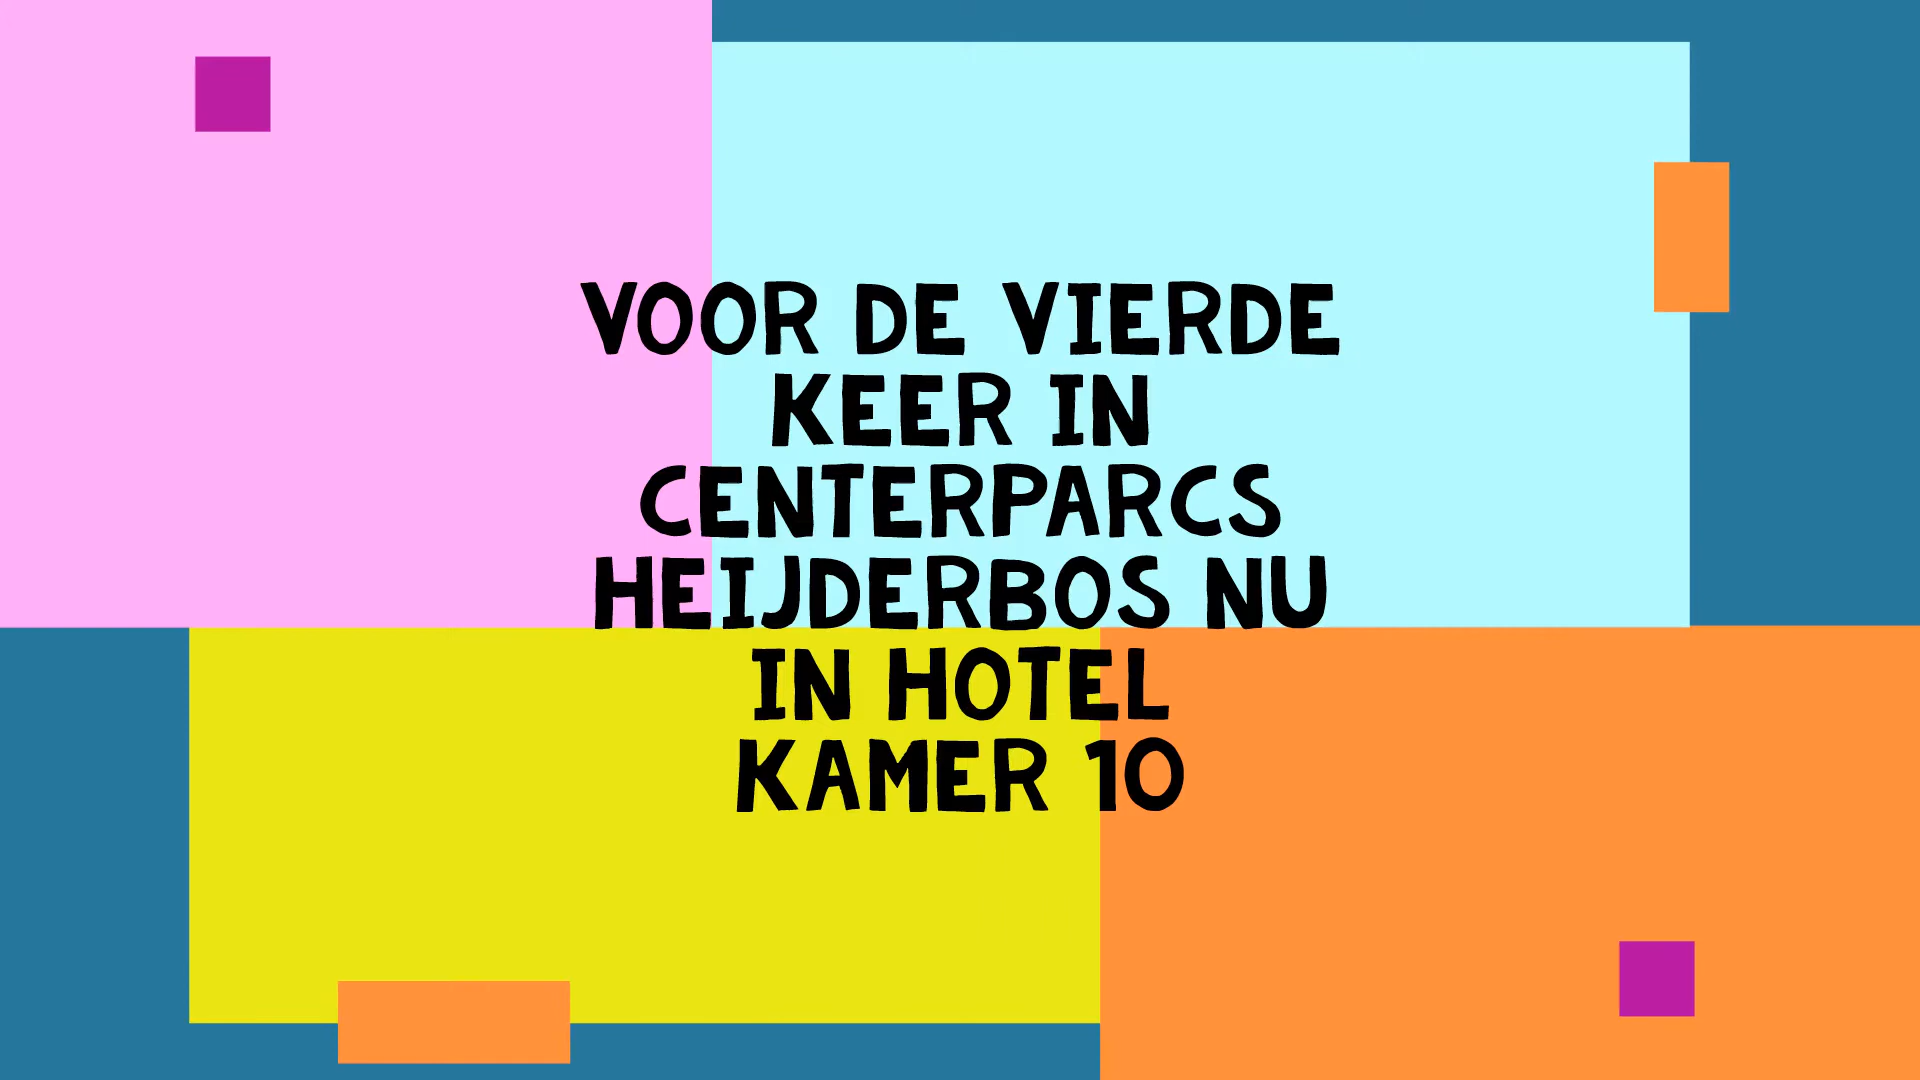 VOOR DE VIERDE
KEER IN
CENTERPARCS
HEIJDERBOS NU
IN HOTEL
KAMER 10